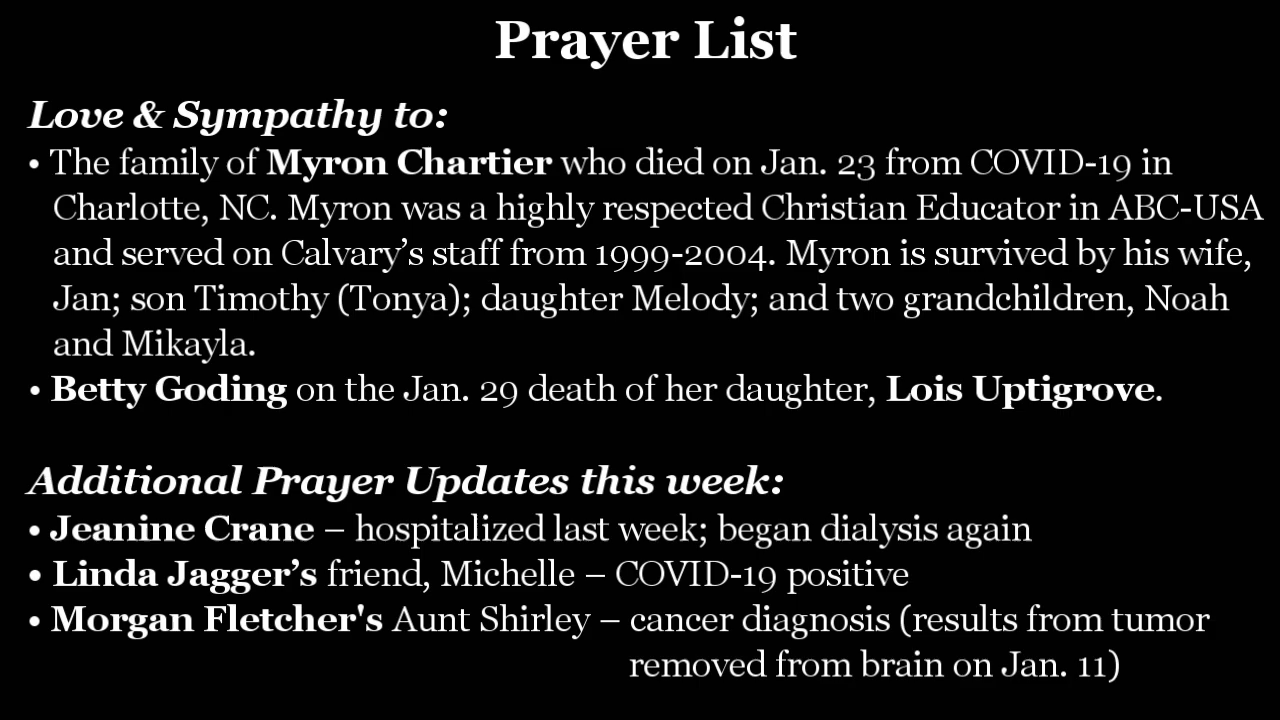 Prayer List
Love & Sympathy to:
• The family of Myron Chartier who died on Jan. 23 from COVID-19 in
Charlotte, NC. Myron was a highly respected Christian Educator in ABC-USA
and served on Calvary’s staff from 1999-2004. Myron is survived by his wife,
Jan; son Timothy (Tonya); daughter Melody; and two grandchildren, Noah
and Mikayla.
• Betty Goding on the Jan. 29 death of her daughter, Lois Uptigrove.
Additional Prayer Updates this week:
• Jeanine Crane – hospitalized last week; began dialysis again
• Linda Jagger’s friend, Michelle – COVID-19 positive
• Morgan Fletcher's Aunt Shirley – cancer diagnosis (results from tumor
removed from brain on Jan. 11)